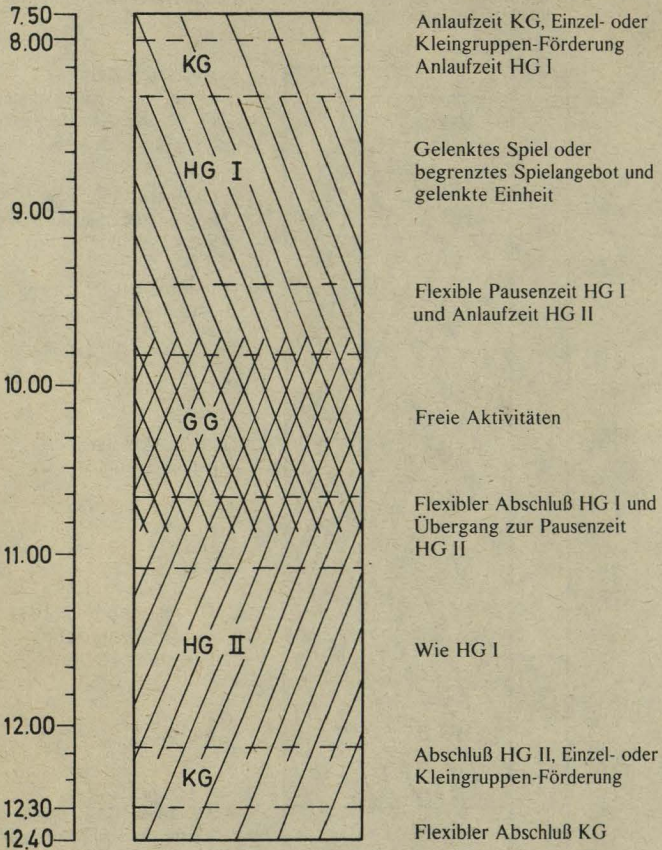 7.50
Anlaufzeit KG, Einzel- oder
8.00
Kleingruppen-Förderung
KG
Anlaufzeit HG I
HG I
Gelenktes Spiel oder
begrenztes Spielangebot und
9.00
gelenkte Einheit
Flexible Pausenzeit HG I
und Anlaufzeit HG II
10.00
GG
Freie Aktivitäten
Flexibler Abschluß HG I und
Übergang zur Pausenzeit
11.00
HG II
HG II
Wie HG I
12.00
Abschluß HG II, Einzel- oder
KG
Kleingruppen-Förderung
12.30
12.40
Flexibler Abschluß KG